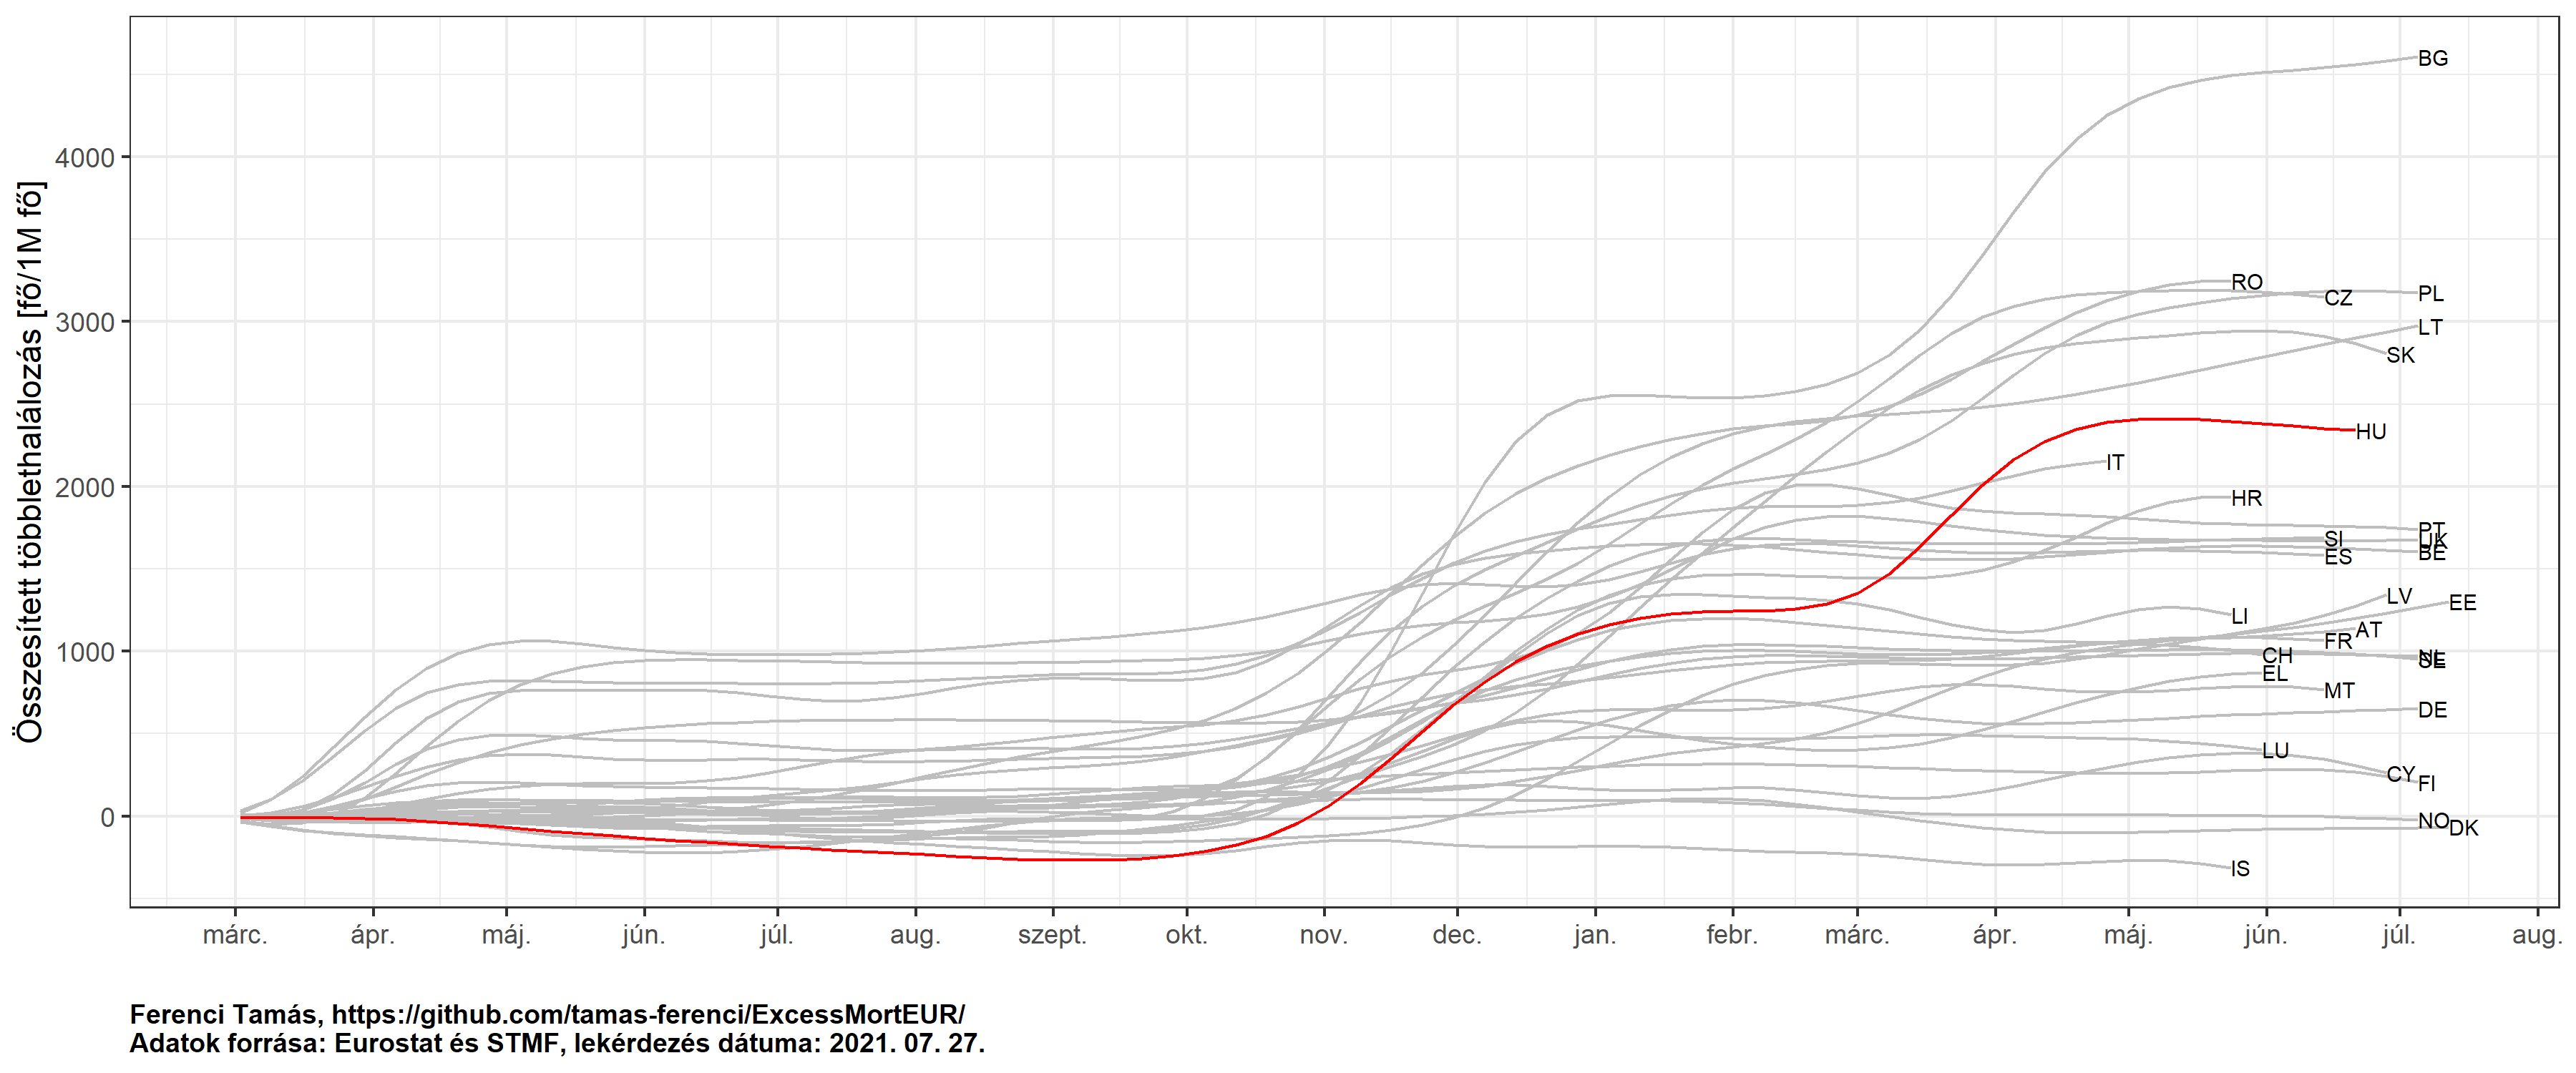 Összesített többlethalálozás [fő/1M fő]
4000
3000
2000
1000
0
BG
RO
CZ
PL
LT
SK
HU
IT
HR
PT
SI
UK
ES
BE
LV
EE
LI
AT
FR
CH
NL
SE
EL
MT
DE
LU
CY
FI
NO
DK
IS
márc. ápr. máj. jún. júl. aug. szept. okt. nov. dec. jan. febr. márc. ápr. máj. jún. júl. aug.
Ferenci Tamás, https://github.com/tamas-ferenci/ExcessMortEUR/
Adatok forrása: Eurostat és STMF, lekérdezés dátuma: 2021. 07. 27.